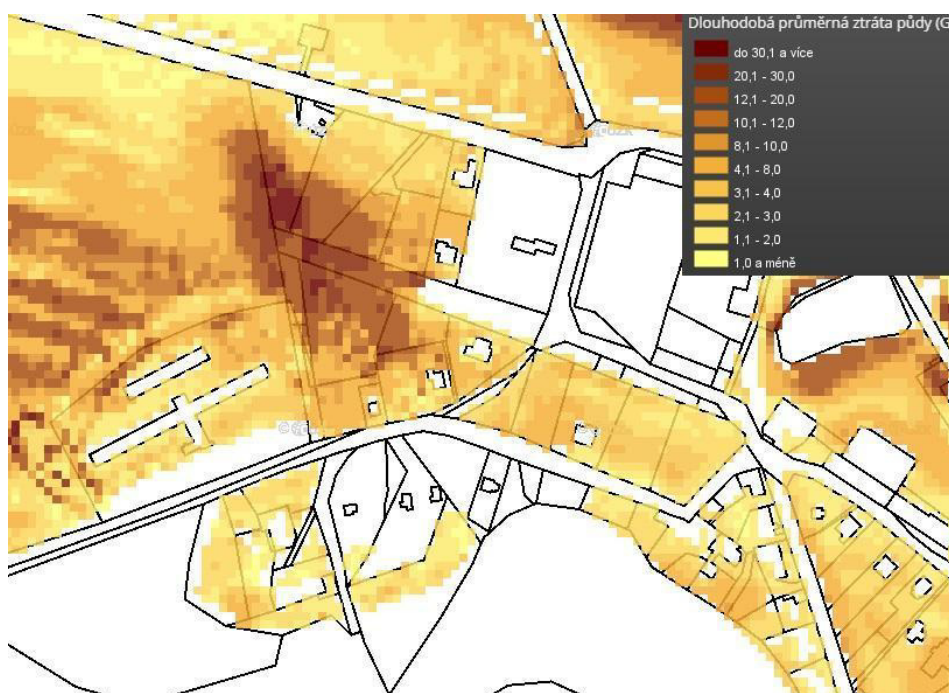 Dlouhodobá průměrná ztráta půdy (G
do 30,1 a více
20,1 - 30,0
12,1 - 20,0
10,1 - 12,0
8,1 - 10,0
4,1 - 8,0
3,1 - 4,0
2,1 - 3,0
1,1 - 2,0
1,0 a méně